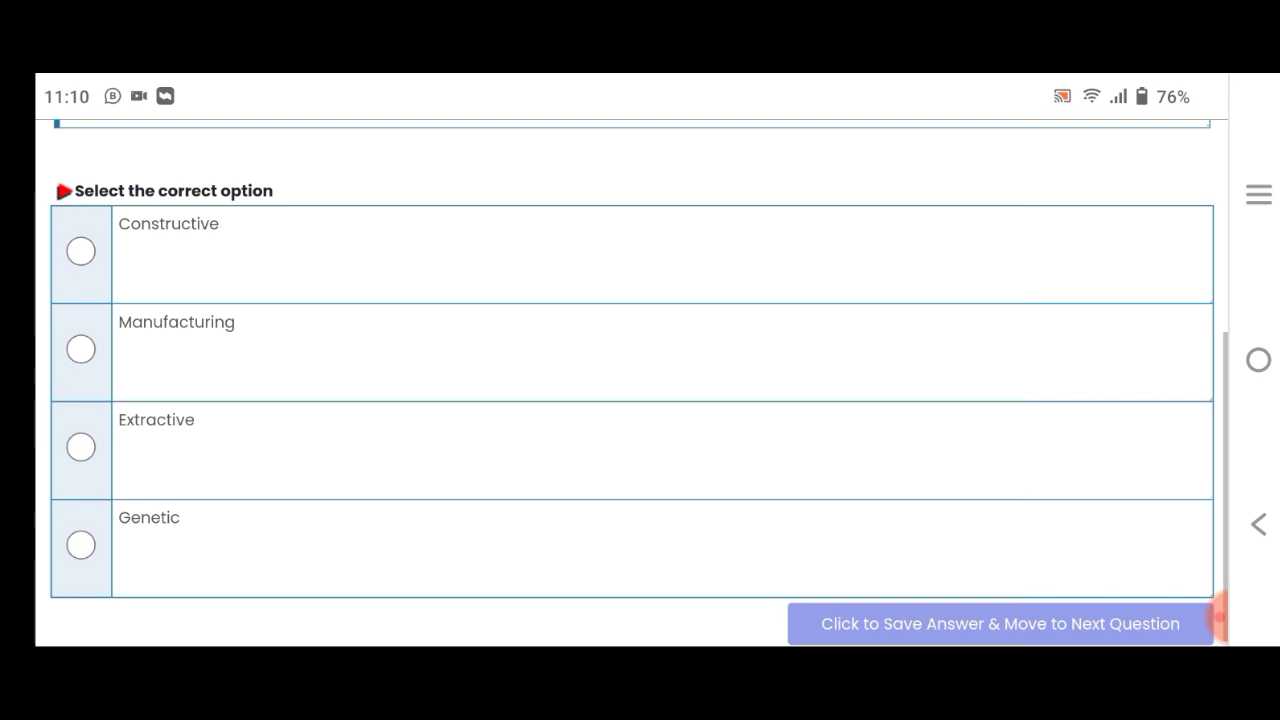 11:10
76%
Select the correct option
Constructive
Manufacturing
Extractive
Genetic
Click to Save Answer & Move to Next Question